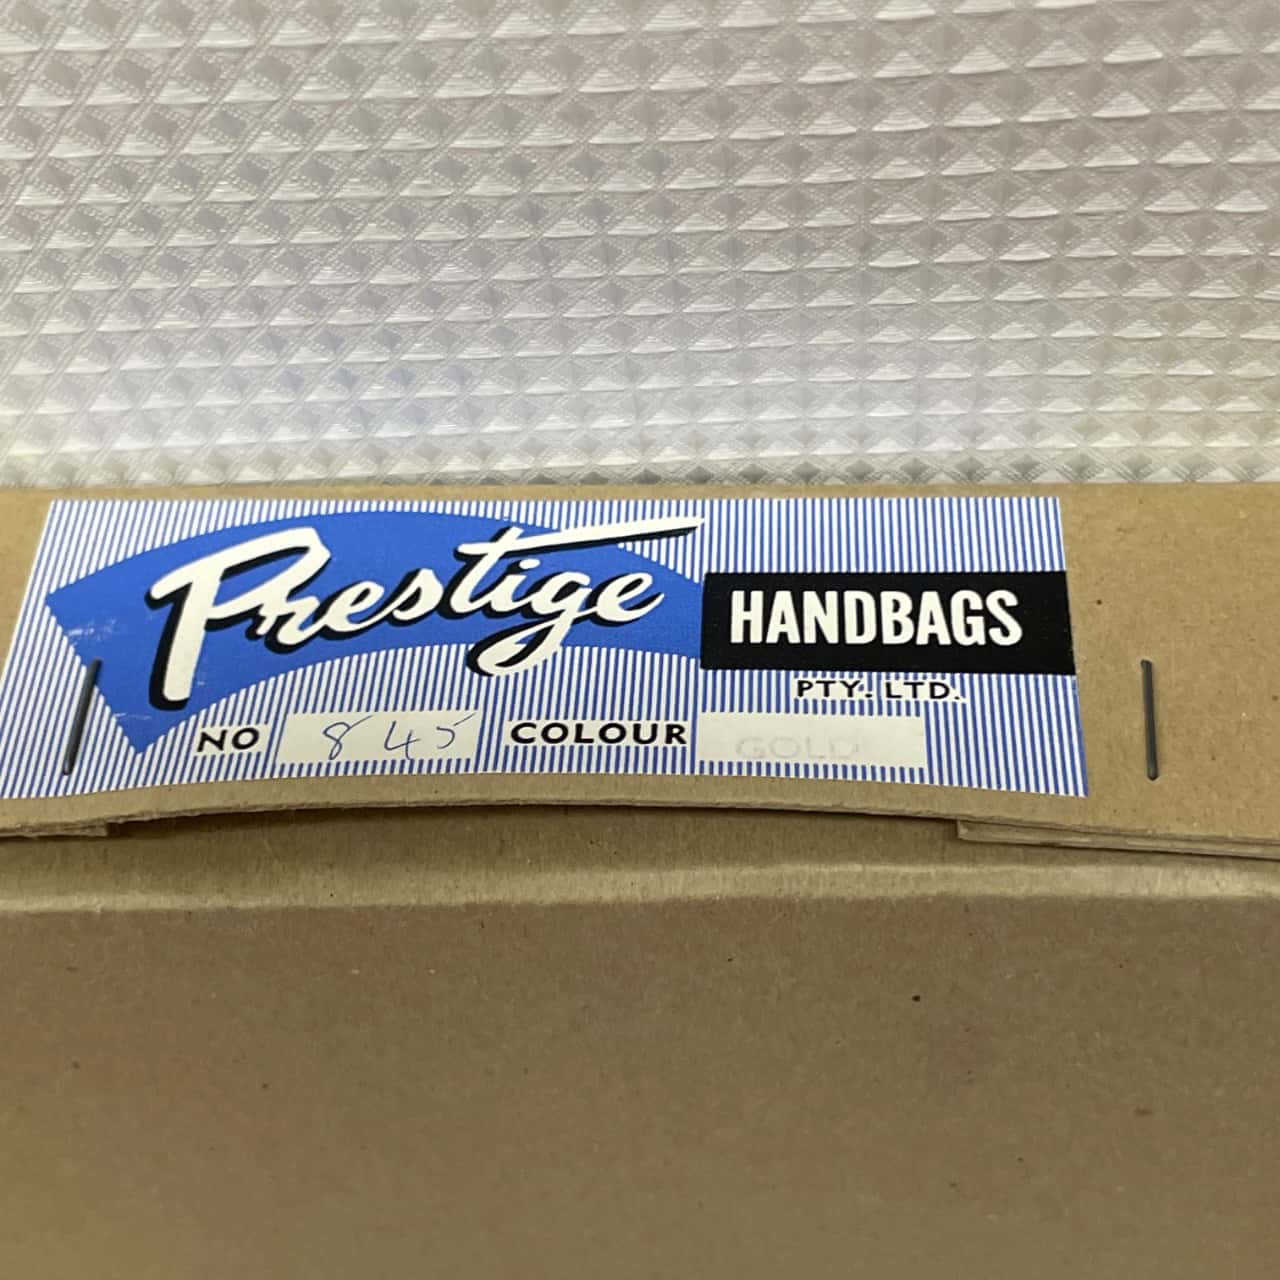 Prestige HANDBAGS
PTY. LTD.
NO 845 COLOUR GOLD